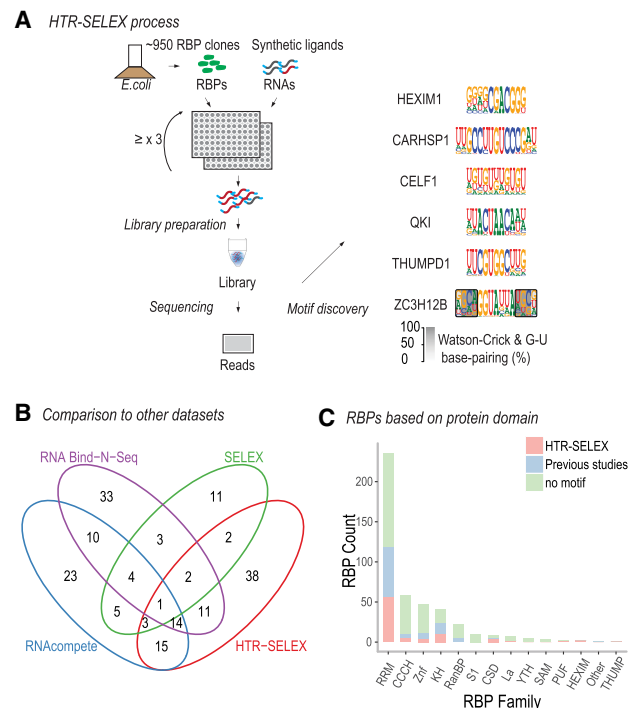 A HTR-SELEX process
~950 RBP clones
Synthetic ligands
E.coli
RBPs
RNAs
≥ x 3
Library preparation
Library
Sequencing
Motif discovery
Reads
HEXIM1
CARHSP1
CELF1
QKI
THUMPD1
ZC3H12B
100
50
0
Watson-Crick & G-U
base-pairing (%)
B Comparison to other datasets
RNA Bind-N-Seq
SELEX
33
11
10
3
2
23
4
2
38
5
1
11
3
14
15
RNAcompete
HTR-SELEX
C RBPs based on protein domain
HTR-SELEX
Previous studies
no motif
RBP Count
200
150
100
50
0
RRM
CCCH
Znf
KH
RanBP
S1
CSD
La
YTH
SAM
PUF
HEXIM
Other
THUMP
RBP Family